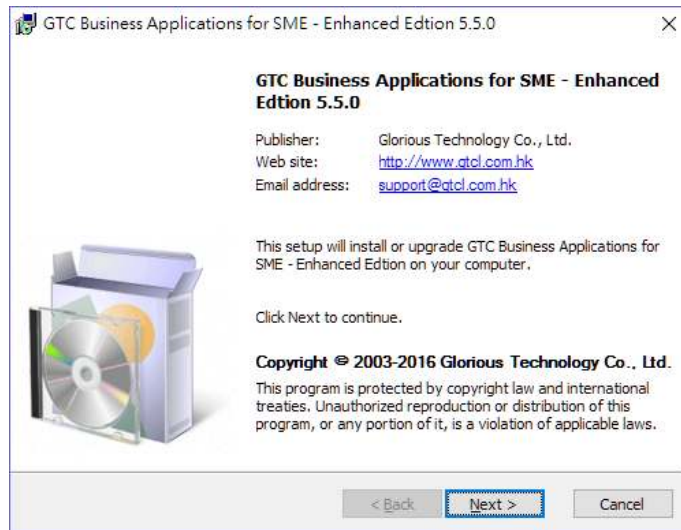 GTC Business Applications for SME - Enhanced Edtion 5.5.0
GTC Business Applications for SME - Enhanced
Edtion 5.5.0
Publisher: Glorious Technology Co., Ltd.
Web site: http://www.gtcl.com.hk
Email address: support@gtcl.com.hk
This setup will install or upgrade GTC Business Applications for
SME - Enhanced Edtion on your computer.
Click Next to continue.
Copyright © 2003-2016 Glorious Technology Co., Ltd.
This program is protected by copyright law and international
treaties. Unauthorized reproduction or distribution of this
program, or any portion of it, is a violation of applicable laws.
< Back Next > Cancel